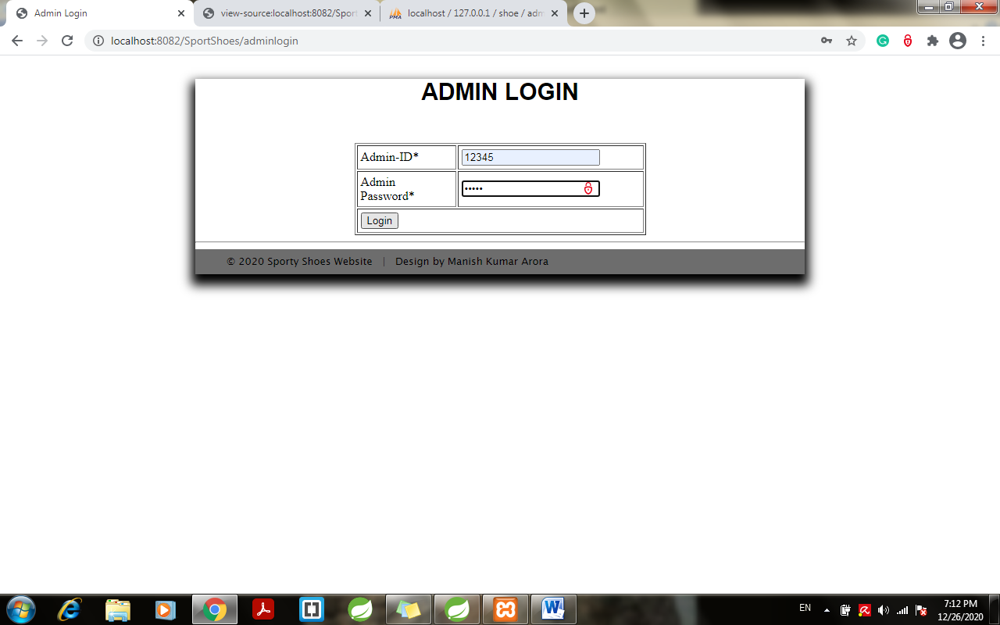 Admin Login
view-source:localhost:8082/Sport
PMA
localhost / 127.0.0.1 / shoe / adm
localhost:8082/SportShoes/adminlogin
ADMIN LOGIN
Admin-ID*
12345
Admin
Password*
•••••
Login
© 2020 Sporty Shoes Website | Design by Manish Kumar Arora
EN
7:12 PM
12/26/2020